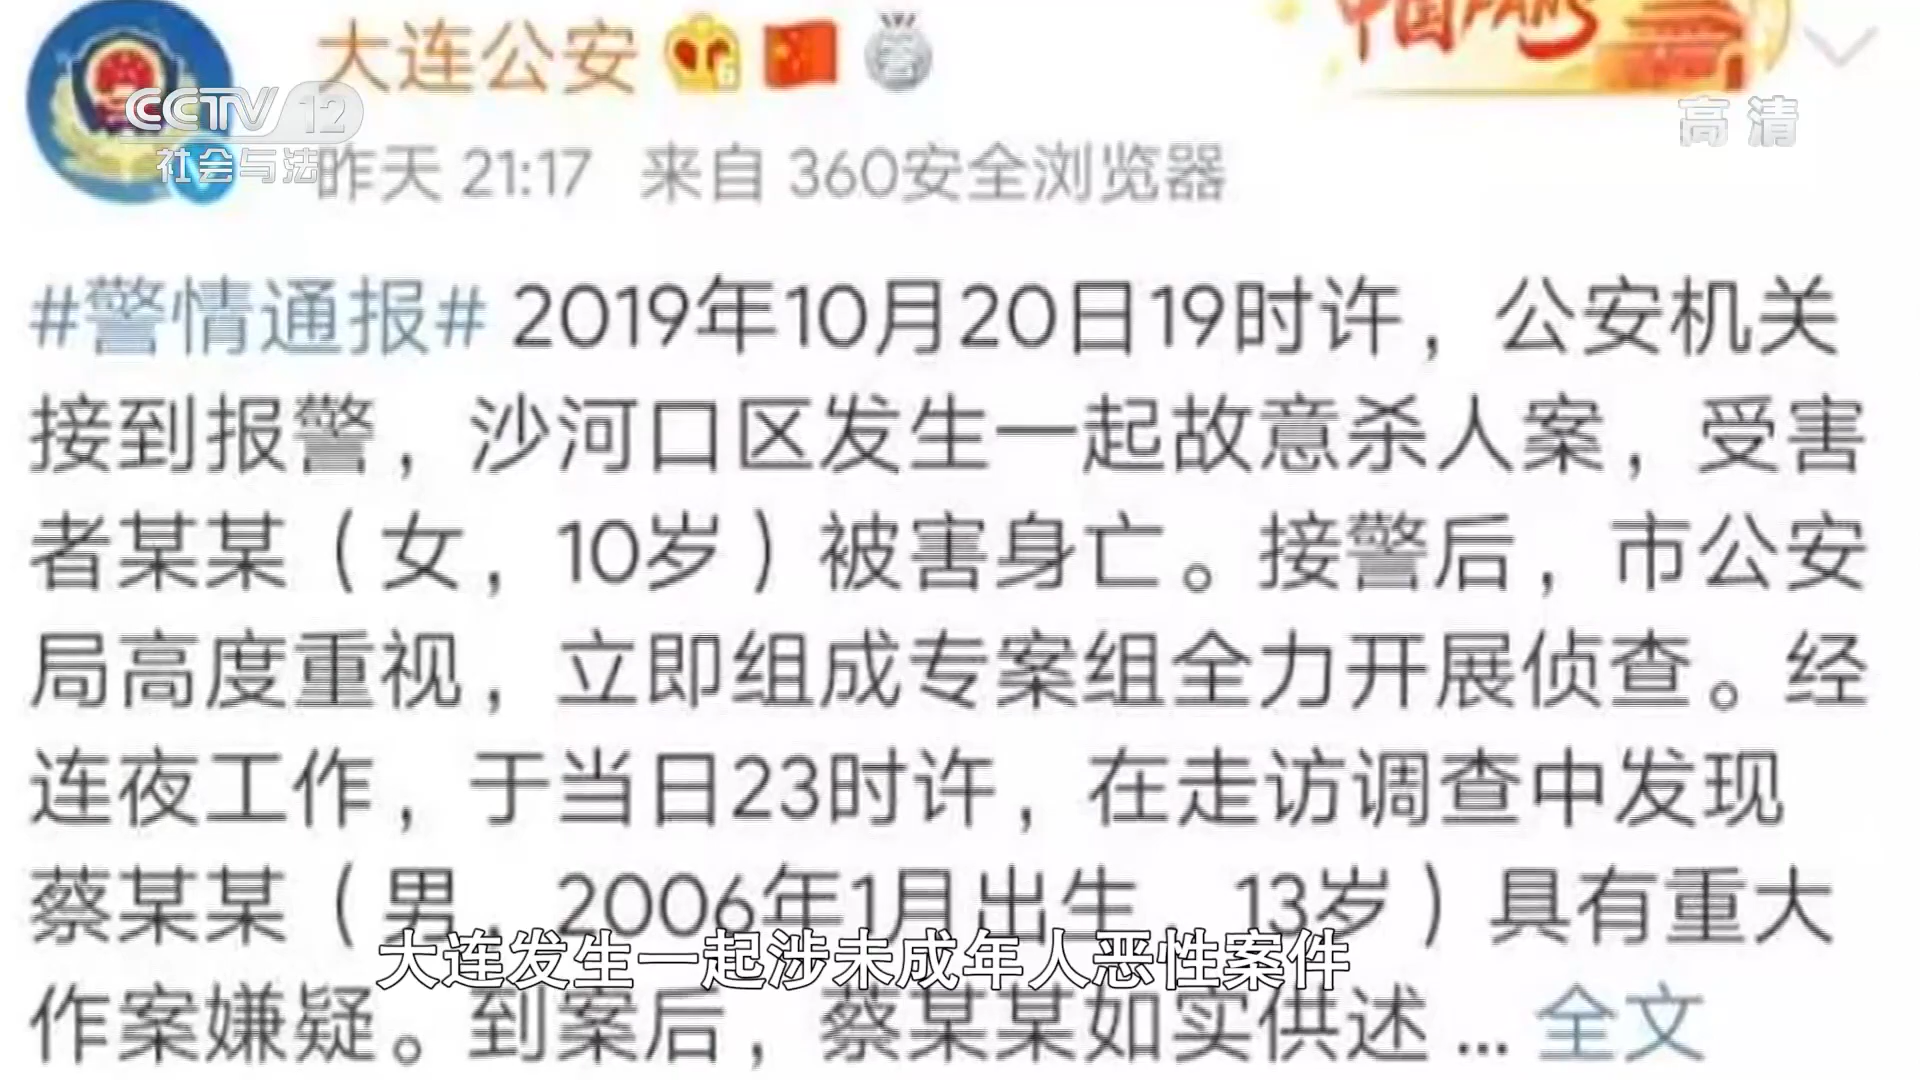 大连公安
中国FANS
CCTV 12
高清
社会与法
昨天 21:17 来自 360安全浏览器
#警情通报# 2019年10月20日19时许，公安机关
接到报警，沙河口区发生一起故意杀人案，受害
者某某（女，10岁）被害身亡。接警后，市公安
局高度重视，立即组成专案组全力开展侦查。经
连夜工作，于当日23时许，在走访调查中发现
蔡某某（男，2006年1月出生，13岁）具有重大
大连发生一起涉未成年人恶性案件
作案嫌疑。到案后，蔡某某如实供述 ... 全文